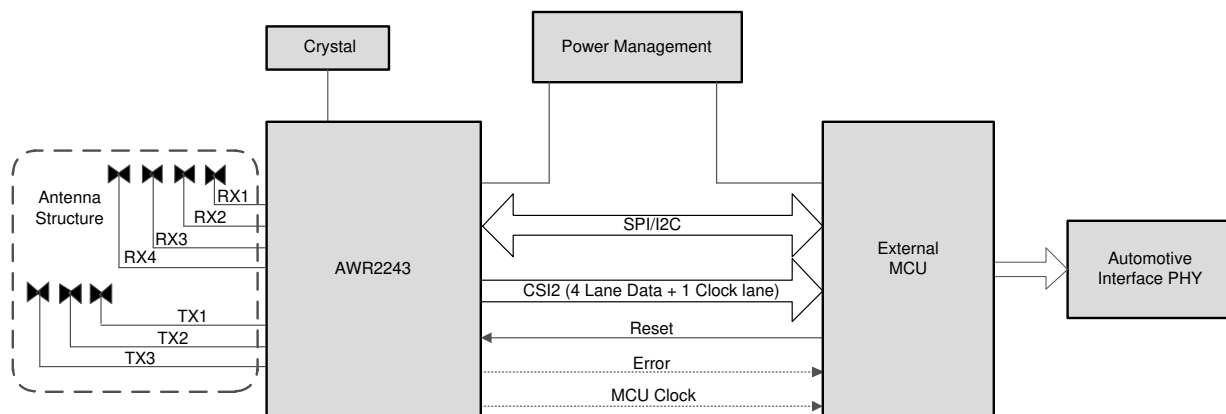 Crystal
Power Management
Antenna
Structure
RX1
RX2
RX3
RX4
TX1
TX2
TX3
AWR2243
SPI/I2C
CSI2 (4 Lane Data + 1 Clock lane)
Reset
Error
MCU Clock
External
MCU
Automotive
Interface PHY